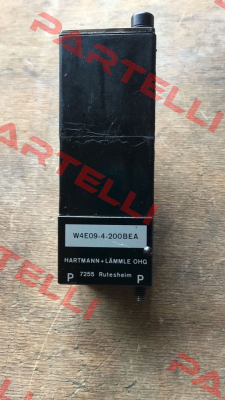 PARTELLI
W4E09-4-200BEA
HARTMANN+LÄMMLE OHG
P 7255 Rutesheim P
PARTELLI
PARTELLI